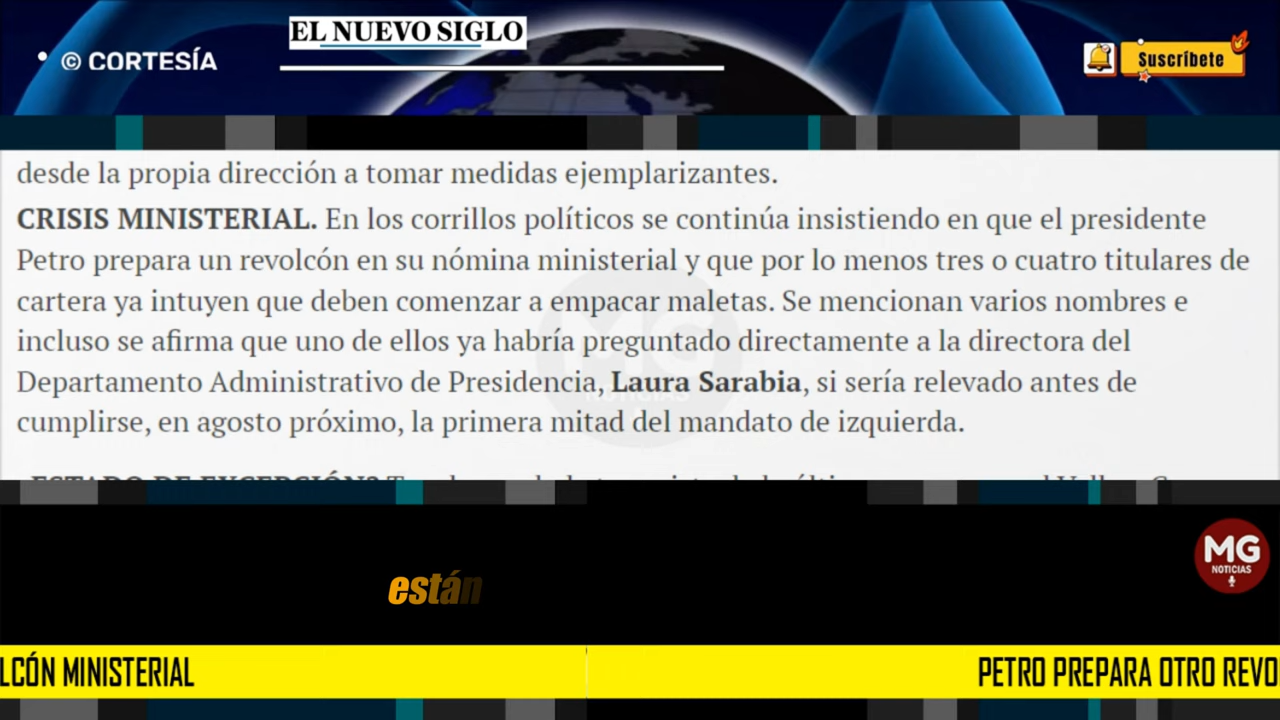 EL NUEVO SIGLO
© CORTESÍA
Suscríbete
desde la propia dirección a tomar medidas ejemplarizantes.
CRISIS MINISTERIAL. En los corrillos políticos se continúa insistiendo en que el presidente
Petro prepara un revolcón en su nómina ministerial y que por lo menos tres o cuatro titulares de
cartera ya intuyen que deben comenzar a empacar maletas. Se mencionan varios nombres e
incluso se afirma que uno de ellos ya habría preguntado directamente a la directora del
Departamento Administrativo de Presidencia, Laura Sarabia, si sería relevado antes de
cumplirse, en agosto próximo, la primera mitad del mandato de izquierda.
MG
NOTICIAS
están
LCÓN MINISTERIAL
PETRO PREPARA OTRO REVO